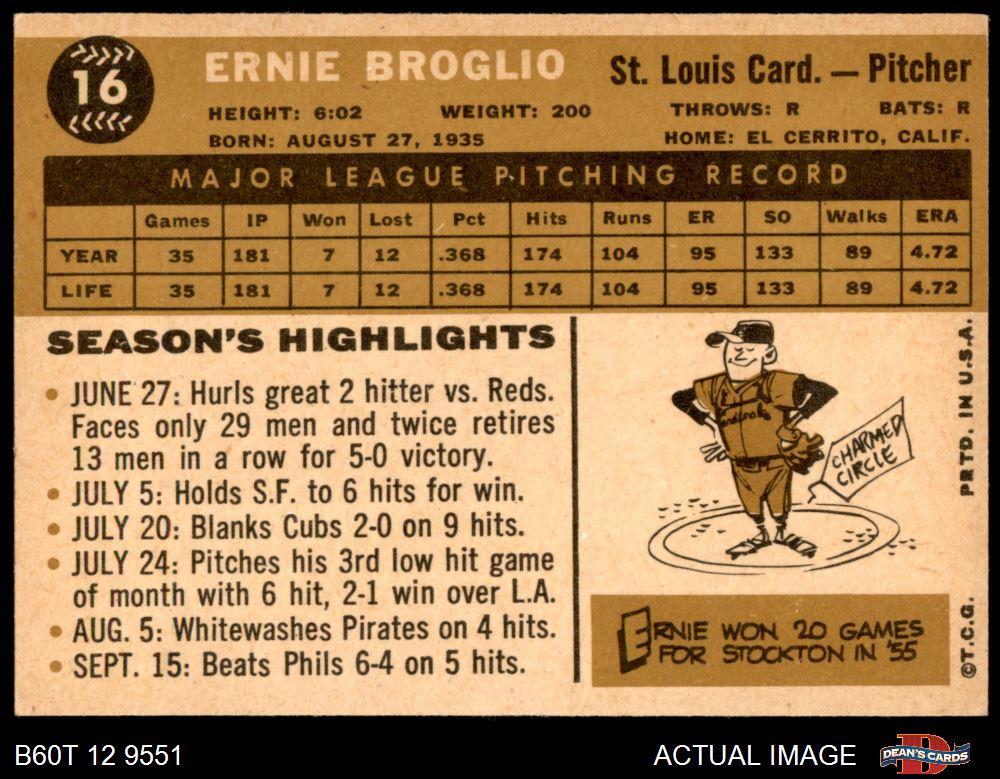 16
ERNIE BROGLIO
St. Louis Card. — Pitcher
HEIGHT: 6:02 WEIGHT: 200 THROWS: R BATS: R
BORN: AUGUST 27, 1935 HOME: EL CERRITO, CALIF.
MAJOR LEAGUE PITCHING RECORD
Games IP Won Lost Pct Hits Runs ER SO Walks ERA
YEAR 35 181 7 12 .368 174 104 95 133 89 4.72
LIFE 35 181 7 12 .368 174 104 95 133 89 4.72
SEASON'S HIGHLIGHTS
• JUNE 27: Hurls great 2 hitter vs. Reds.
Faces only 29 men and twice retires
13 men in a row for 5-0 victory.
• JULY 5: Holds S.F. to 6 hits for win.
• JULY 20: Blanks Cubs 2-0 on 9 hits.
• JULY 24: Pitches his 3rd low hit game
of month with 6 hit, 2-1 win over L.A.
• AUG. 5: Whitewashes Pirates on 4 hits.
• SEPT. 15: Beats Phils 6-4 on 5 hits.
Cardinals
CHARMED
CIRCLE
ERNIE WON 20 GAMES
FOR STOCKTON IN '55
PRTD. IN U.S.A.
©T.C.G.
B60T 12 9551
ACTUAL IMAGE
DEAN'S CARDS